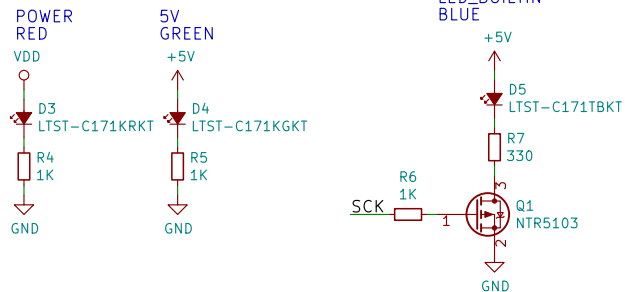 POWER
RED
VDD
D3
LTST-C171KRKT
R4
1K
GND
5V
GREEN
+5V
D4
LTST-C171KGKT
R5
1K
GND
LED_BUILTIN
BLUE
+5V
D5
LTST-C171TBKT
R7
330
R6
1K
SCK
1
3
Q1
NTR5103
2
GND